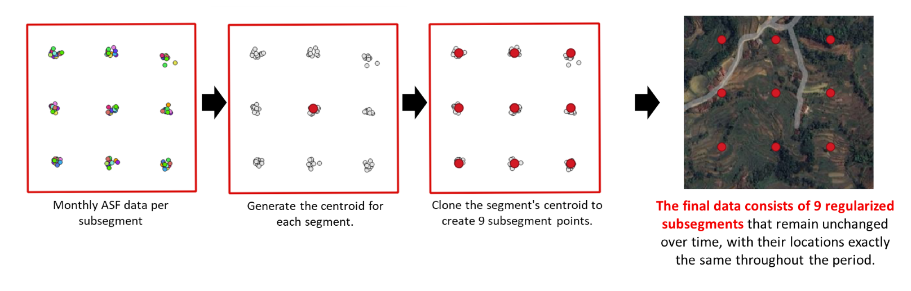 Monthly ASF data per
subsegment
Generate the centroid for
each segment.
Clone the segment's centroid to
create 9 subsegment points.
The final data consists of 9 regularized
subsegments that remain unchanged
over time, with their locations exactly
the same throughout the period.